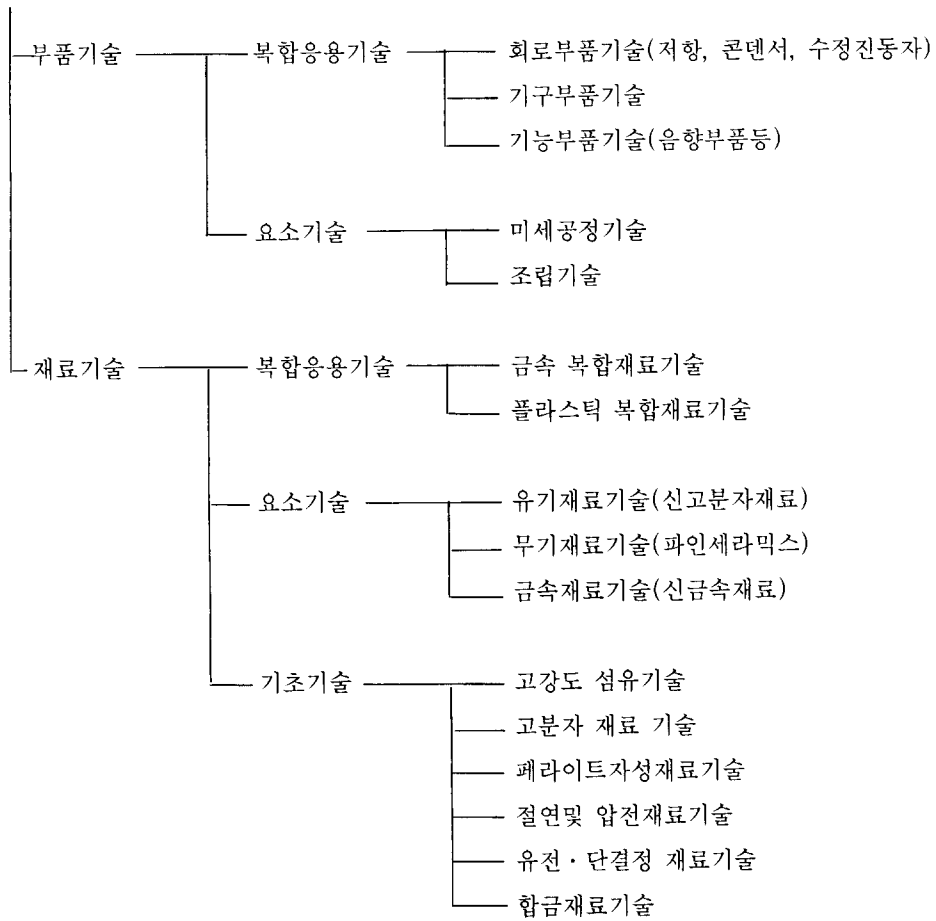 부품기술 복합응용기술 회로부품기술(저항, 콘덴서, 수정진동자)
기구부품기술
기능부품기술(음향부품등)
요소기술 미세공정기술
조립기술
재료기술 복합응용기술 금속 복합재료기술
플라스틱 복합재료기술
요소기술 유기재료기술(신고분자재료)
무기재료기술(파인세라믹스)
금속재료기술(신금속재료)
기초기술 고강도 섬유기술
고분자 재료 기술
페라이트자성재료기술
절연및 압전재료기술
유전·단결정 재료기술
합금재료기술